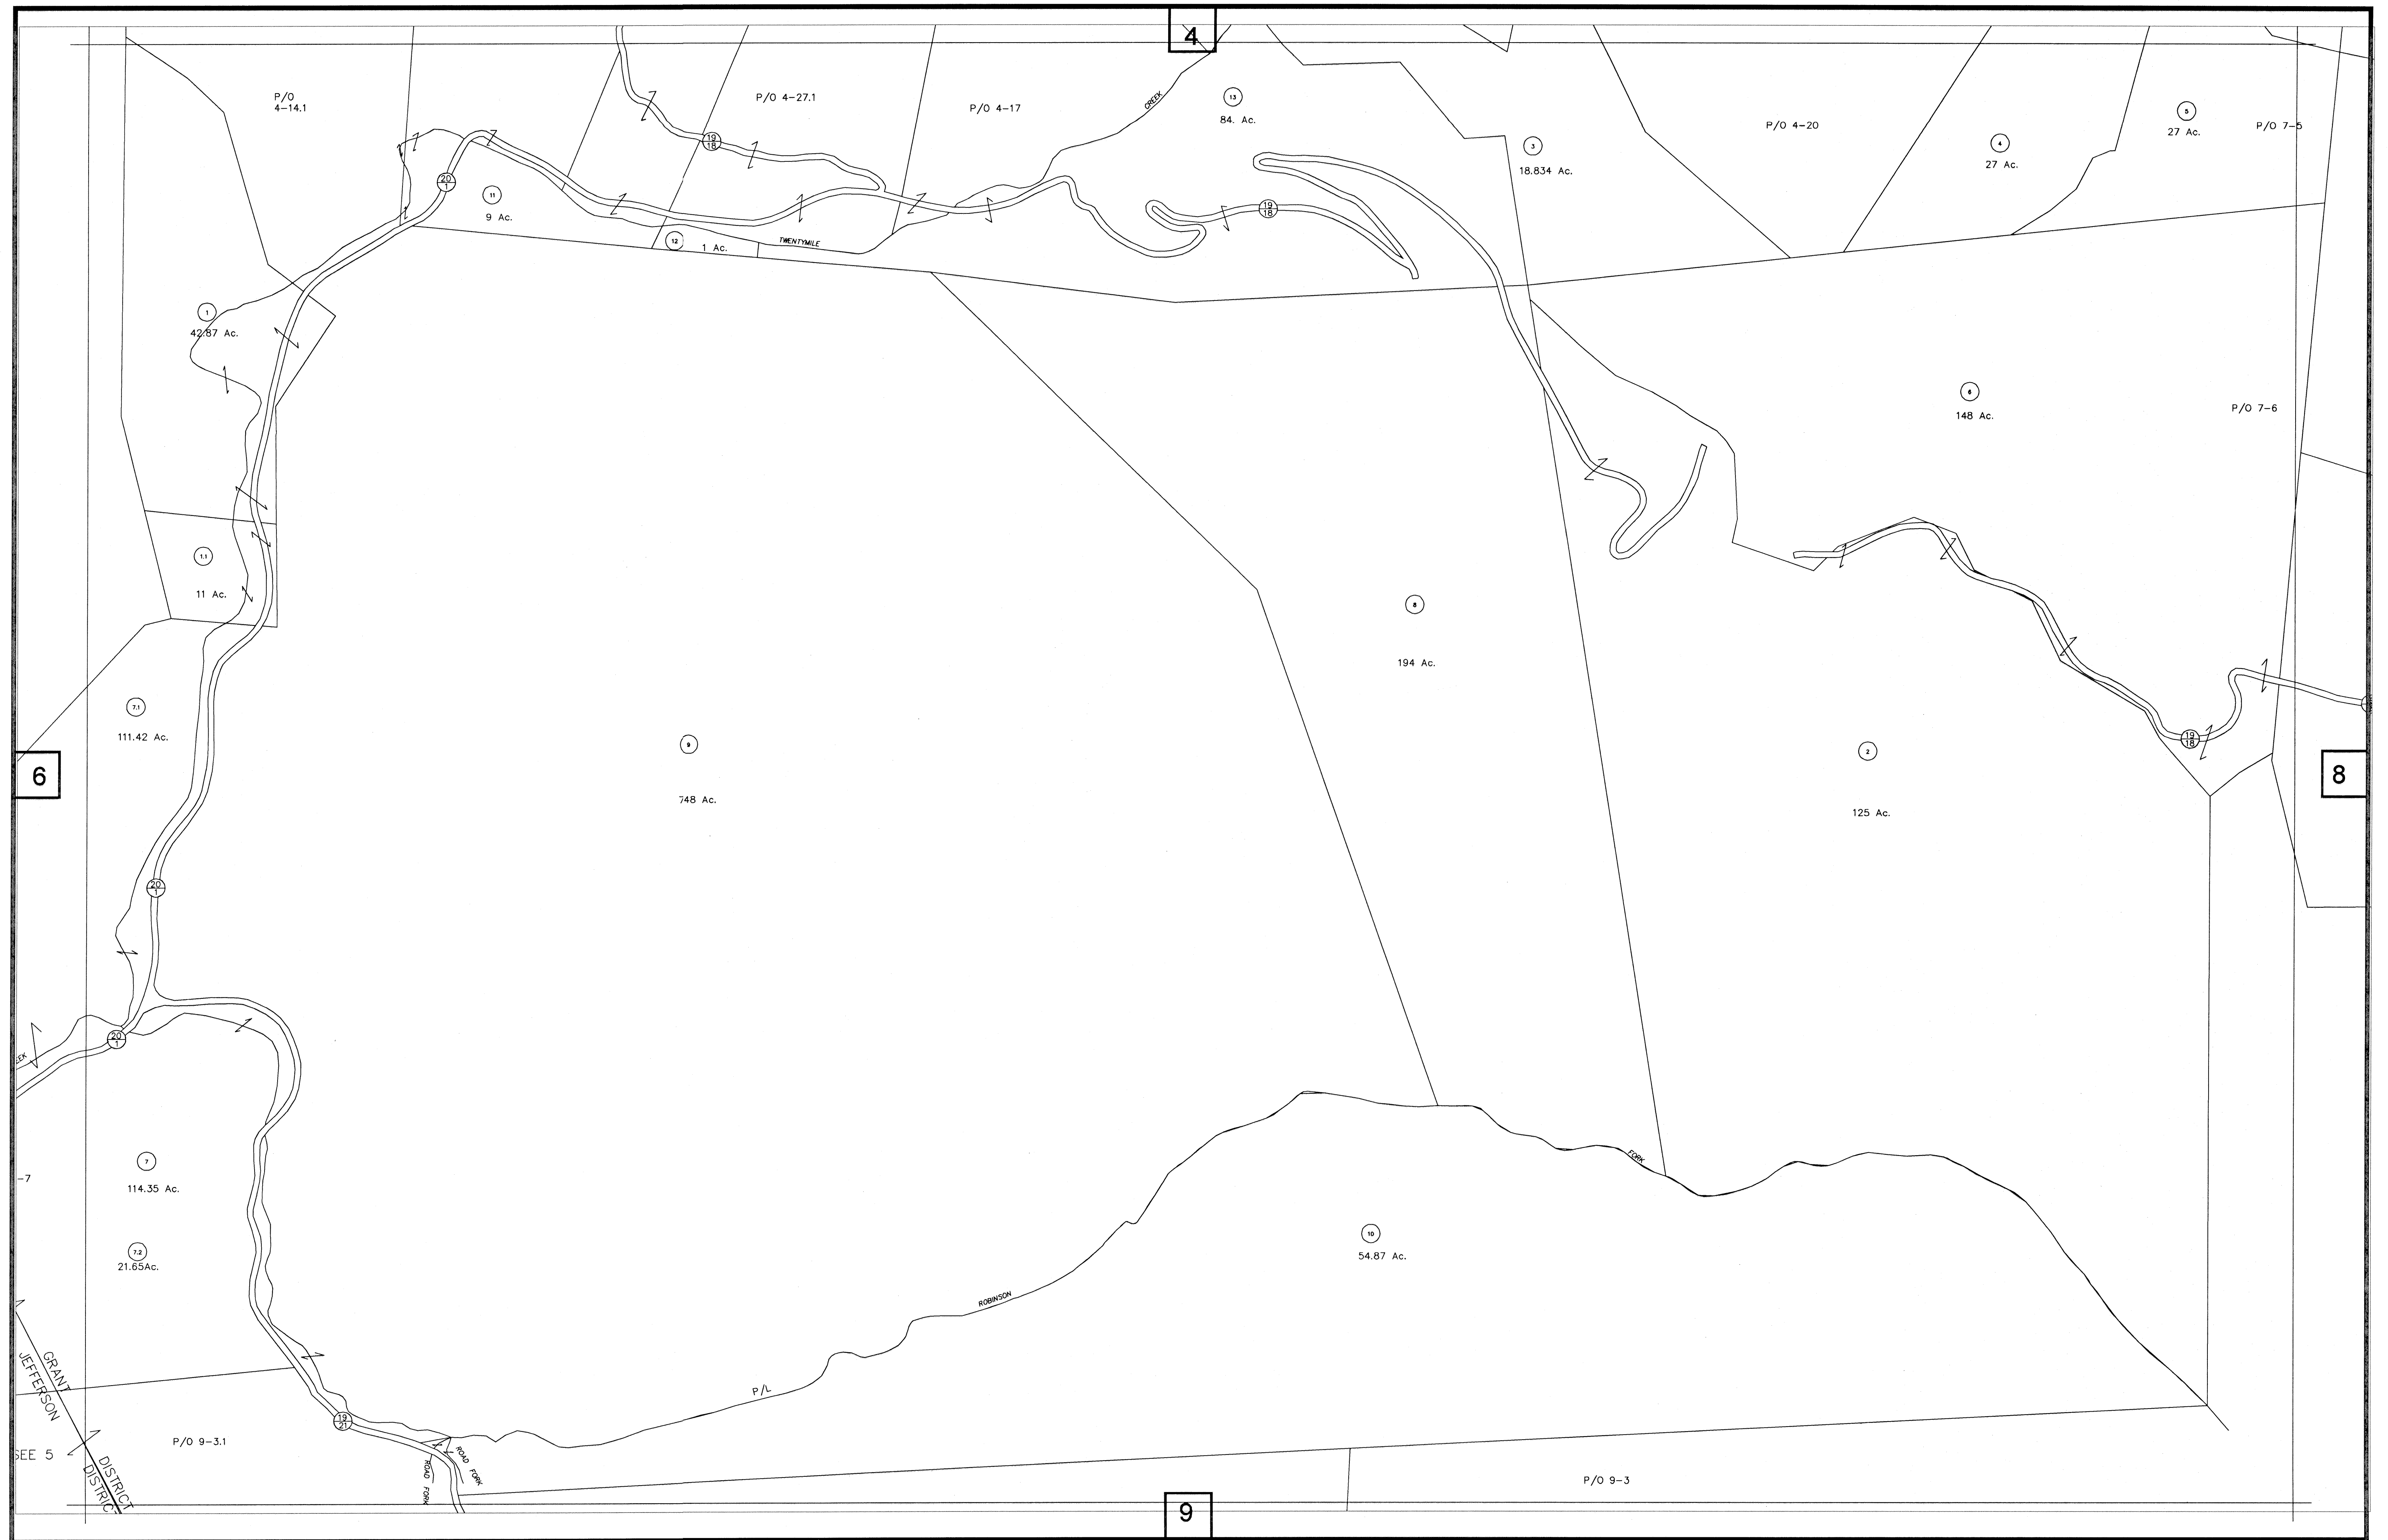 4
P/O
4-14.1
P/O 4-27.1
P/O 4-17
CREEK
13
84. Ac.
3
18.834 Ac.
P/O 4-20
4
27 Ac.
5
27 Ac.
P/O 7-5
19
18
20
1
11
9 Ac.
12
1 Ac.
TWENTYMILE
19
18
1
42.87 Ac.
6
148 Ac.
P/O 7-6
1.1
11 Ac.
8
194 Ac.
7.1
111.42 Ac.
9
748 Ac.
2
125 Ac.
19
18
6
8
20
1
20
1
EEK
7
114.35 Ac.
-7
7.2
21.65Ac.
FORK
10
54.87 Ac.
ROBINSON
P/L
GRANT
JEFFERSON
DISTRICT
DISTRIC
SEE 5
P/O 9-3.1
19
21
ROAD FORK
ROAD FORK
P/O 9-3
9